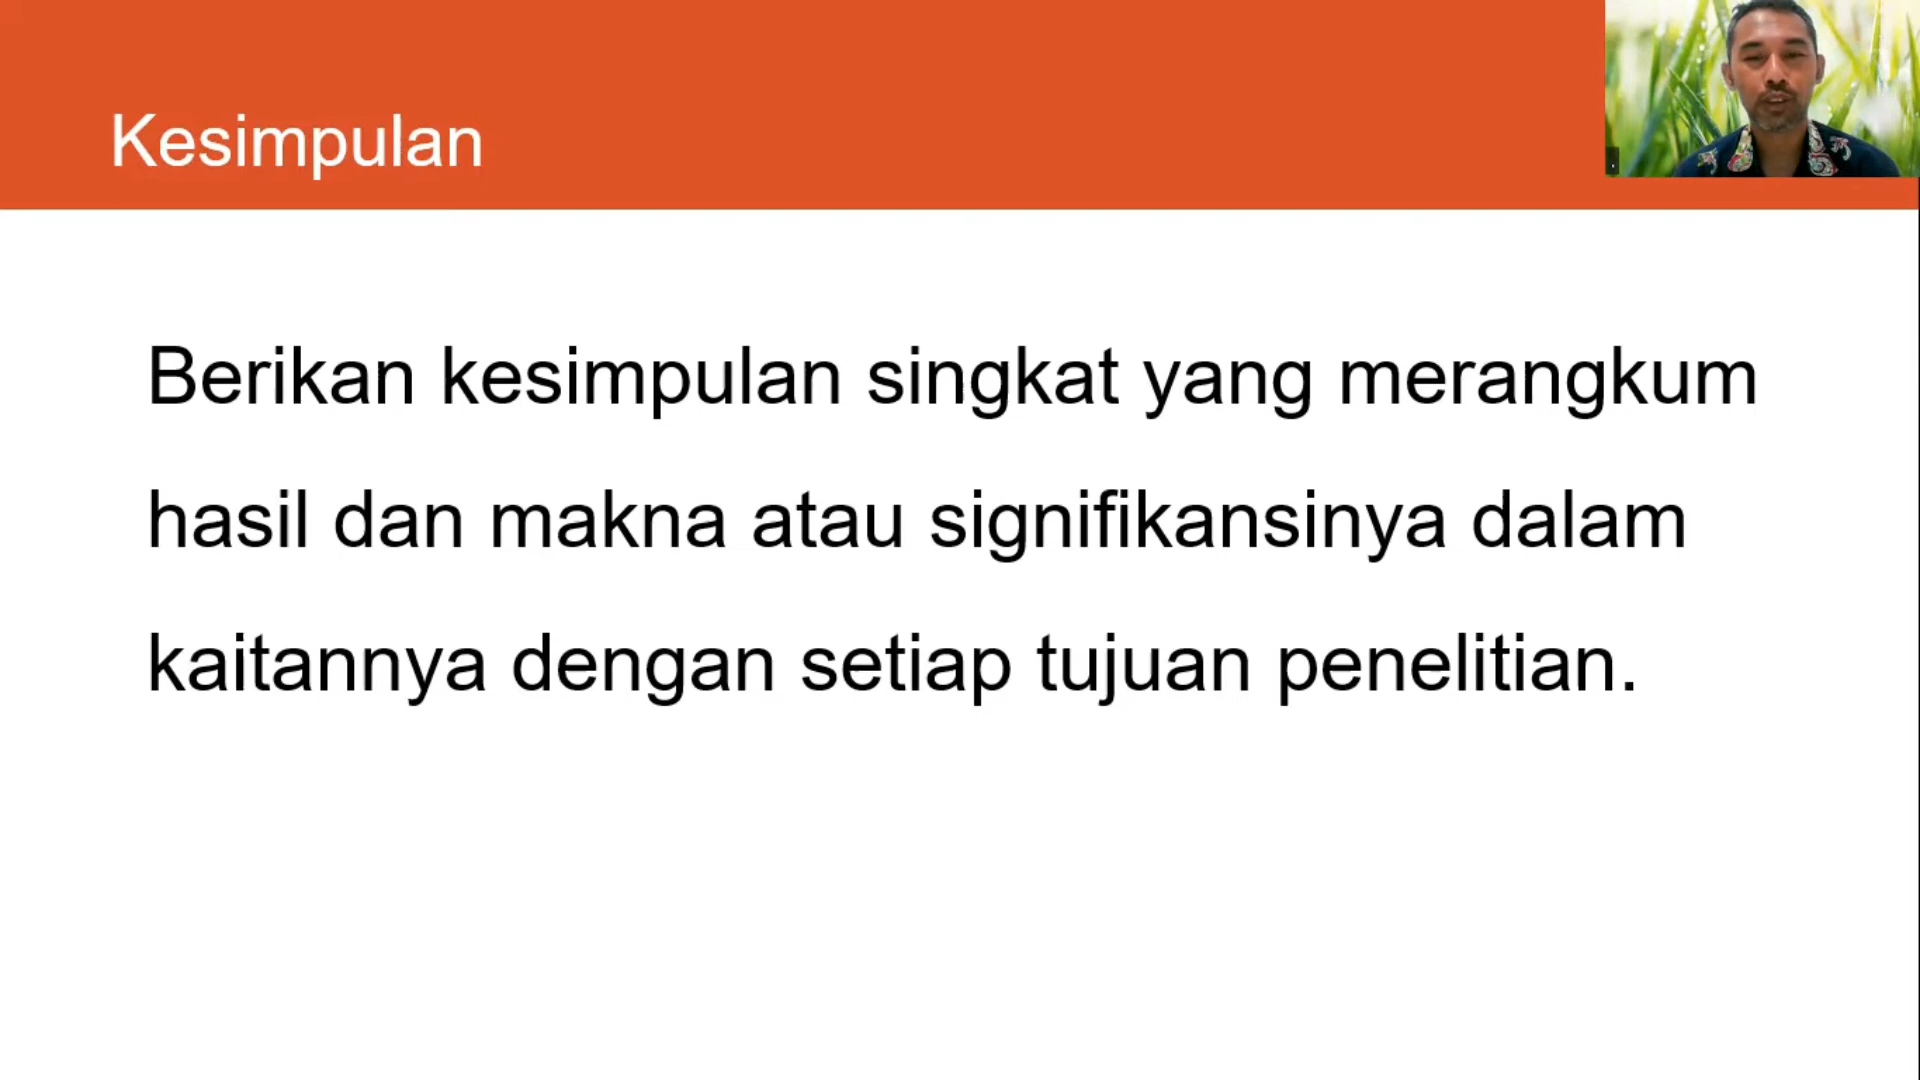 Kesimpulan
Berikan kesimpulan singkat yang merangkum
hasil dan makna atau signifikansinya dalam
kaitannya dengan setiap tujuan penelitian.